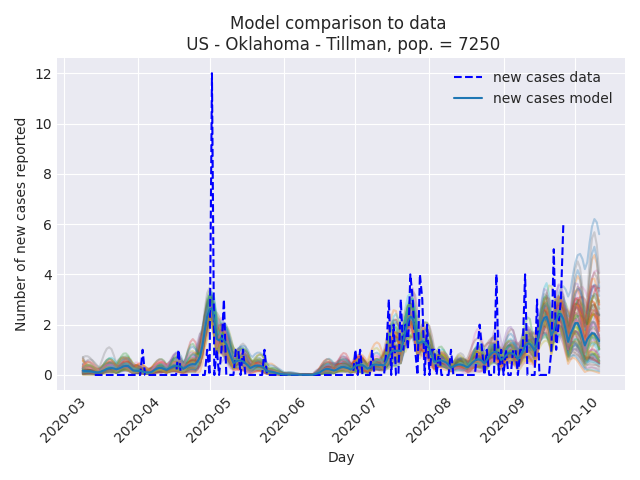 Model comparison to data
US - Oklahoma - Tillman, pop. = 7250
new cases data
new cases model
Number of new cases reported
12
10
8
6
4
2
0
2020-03
2020-04
2020-05
2020-06
2020-07
2020-08
2020-09
2020-10
Day